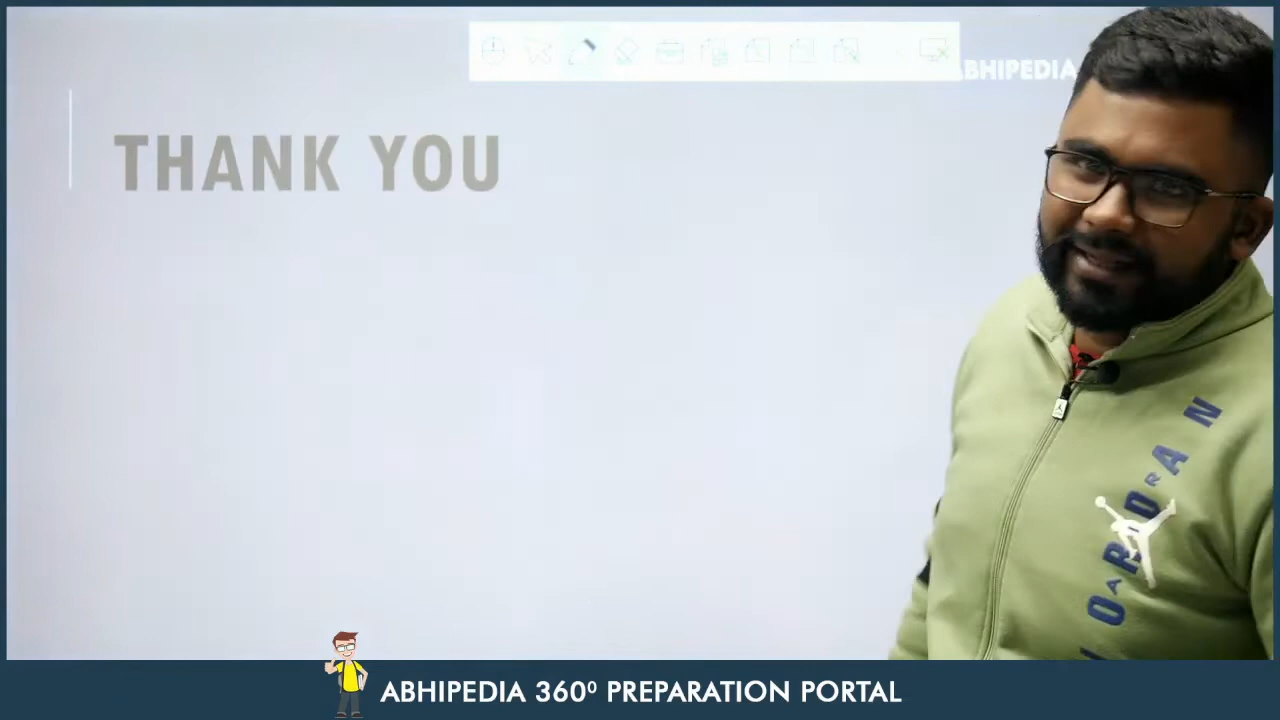 ABHIPEDIA
THANK YOU
JORDAN
ABHIPEDIA 360⁰ PREPARATION PORTAL